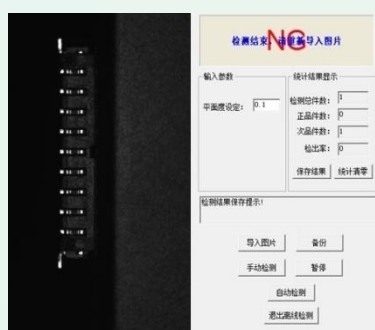 检测结束,请重新导入图片
NG
输入参数
平面度设定: 0.1
统计结果显示
检测总件数: 1
正品件数: 0
次品件数: 1
检出率: 0
保存结果 统计清零
检测结果保存提示:
导入图片 备份
手动检测 暂停
自动检测
退出离线检测